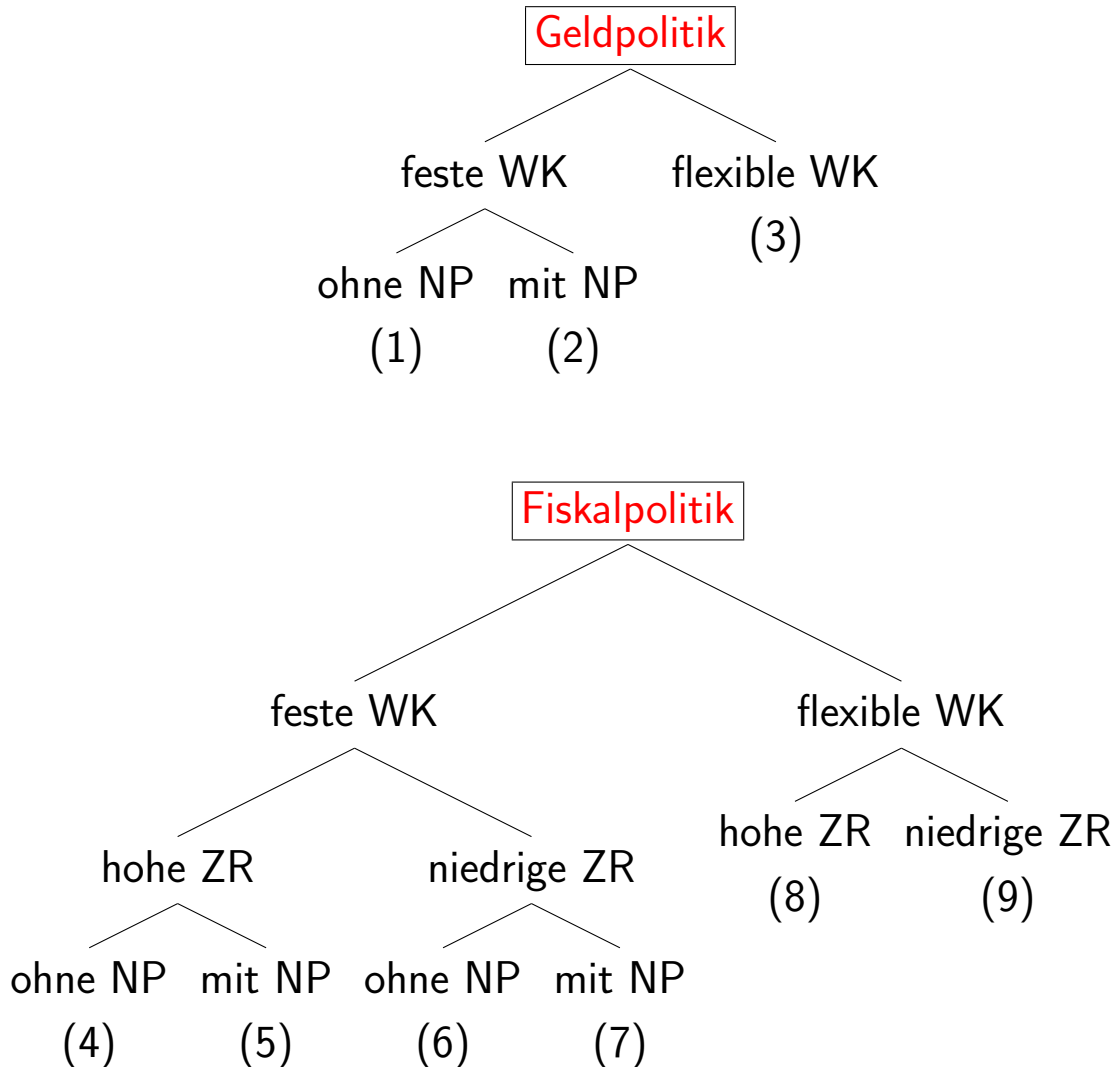 Geldpolitik
feste WK flexible WK
(3)
ohne NP mit NP
(1) (2)
Fiskalpolitik
feste WK flexible WK
hohe ZR niedrige ZR
hohe ZR niedrige ZR
(8) (9)
ohne NP mit NP ohne NP mit NP
(4) (5) (6) (7)